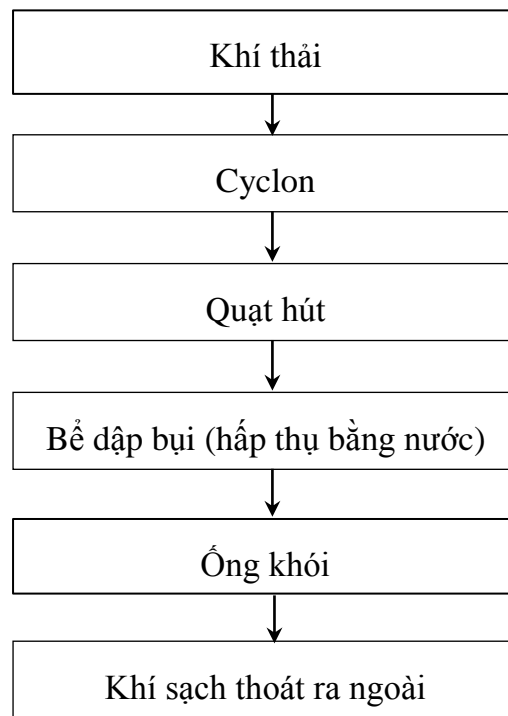 Khí thải
Cyclon
Quạt hút
Bể dập bụi (hấp thụ bằng nước)
Ống khói
Khí sạch thoát ra ngoài